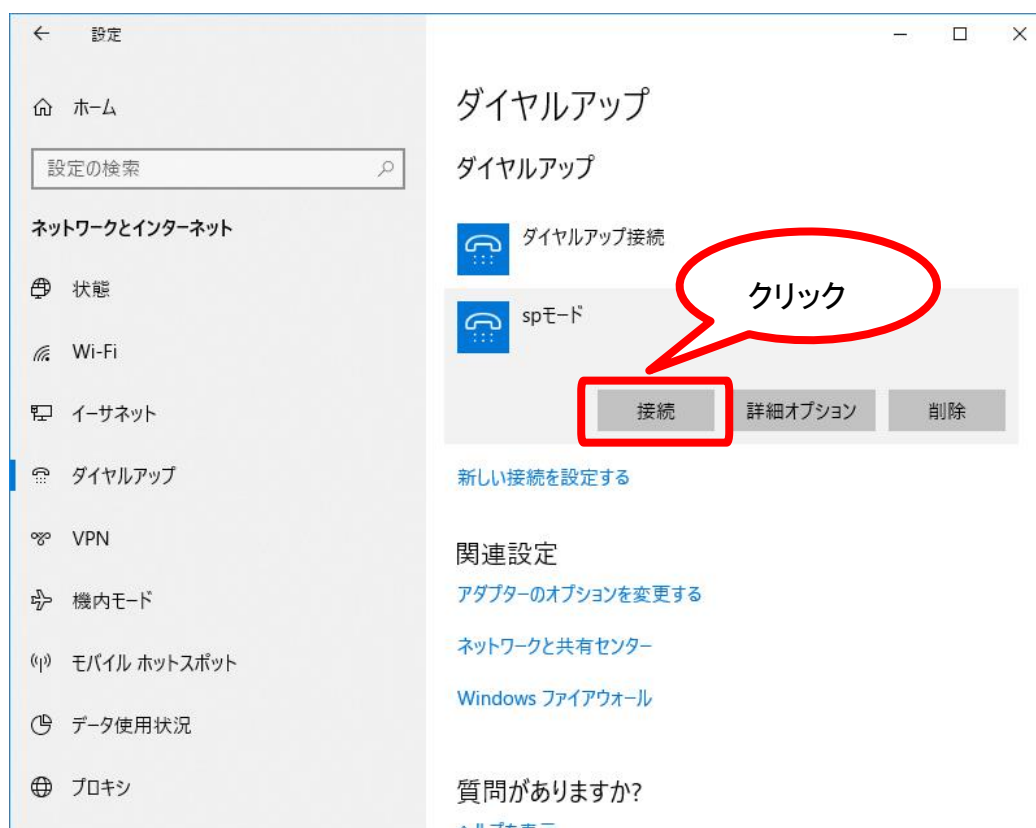 設定
ホーム
設定の検索
ネットワークとインターネット
状態
Wi-Fi
イーサネット
ダイヤルアップ
VPN
機内モード
モバイル ホットスポット
データ使用状況
プロキシ
ダイヤルアップ
ダイヤルアップ
ダイヤルアップ接続
spモード
クリック
接続
詳細オプション
削除
新しい接続を設定する
関連設定
アダプターのオプションを変更する
ネットワークと共有センター
Windows ファイアウォール
質問がありますか?